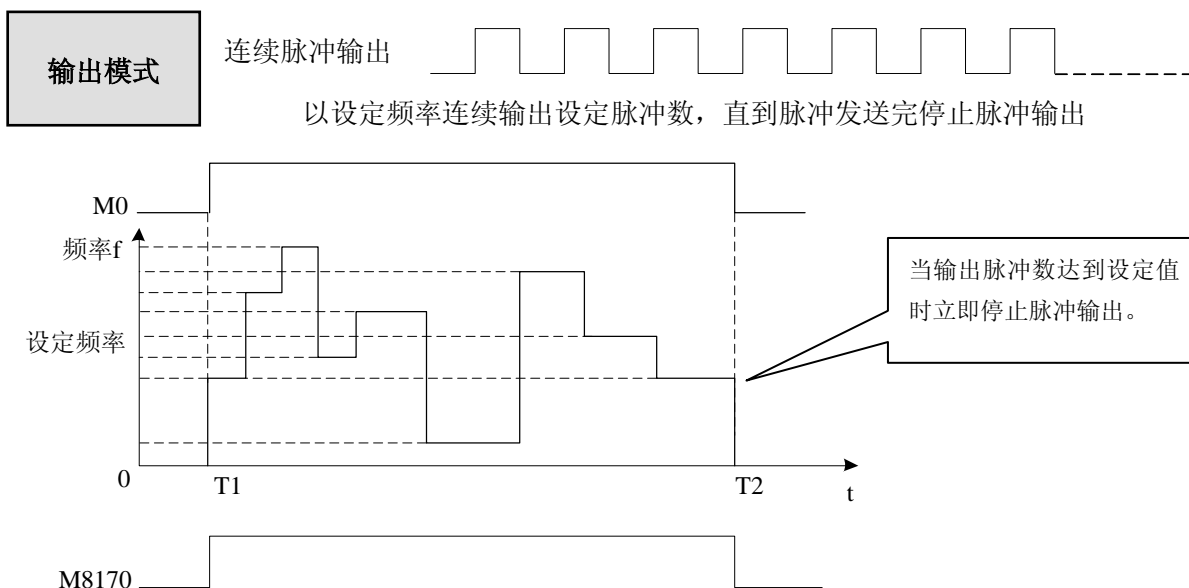 输出模式
连续脉冲输出
以设定频率连续输出设定脉冲数，直到脉冲发送完停止脉冲输出
M0
频率f
当输出脉冲数达到设定值
时立即停止脉冲输出。
设定频率
0
T1
T2
t
M8170